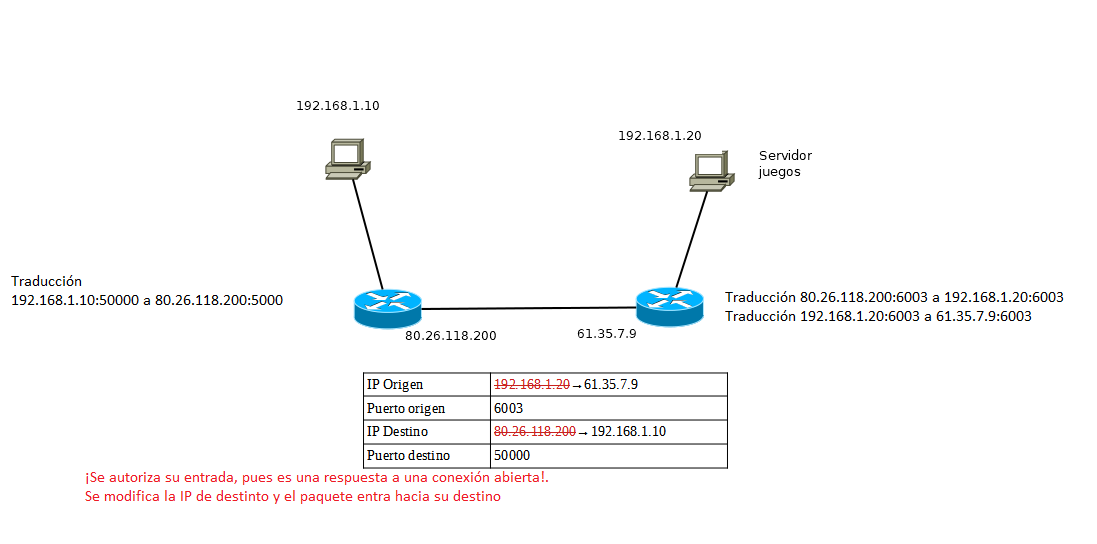 192.168.1.10
192.168.1.20
Servidor
juegos
Traducción
192.168.1.10:50000 a 80.26.118.200:5000
Traducción 80.26.118.200:6003 a 192.168.1.20:6003
Traducción 192.168.1.20:6003 a 61.35.7.9:6003
80.26.118.200
61.35.7.9
IP Origen 192.168.1.20→61.35.7.9
Puerto origen 6003
IP Destino 80.26.118.200→192.168.1.10
Puerto destino 50000
¡Se autoriza su entrada, pues es una respuesta a una conexión abierta!.
Se modifica la IP de destinto y el paquete entra hacia su destino